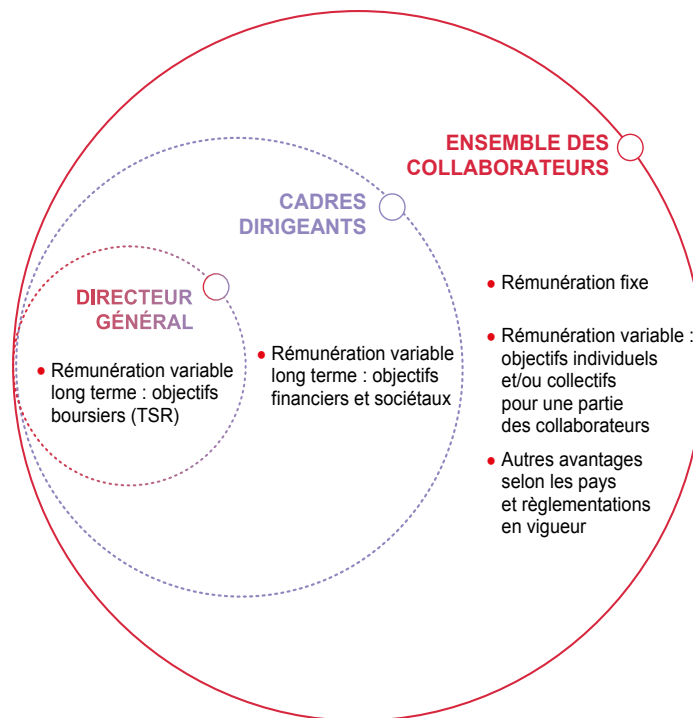 ENSEMBLE DES
COLLABORATEURS
CADRES
DIRIGEANTS
DIRECTEUR
GÉNÉRAL
• Rémunération variable
long terme : objectifs
boursiers (TSR)
• Rémunération variable
long terme : objectifs
financiers et sociétaux
• Rémunération fixe
• Rémunération variable :
objectifs individuels
et/ou collectifs
pour une partie
des collaborateurs
• Autres avantages
selon les pays
et règlementations
en vigueur